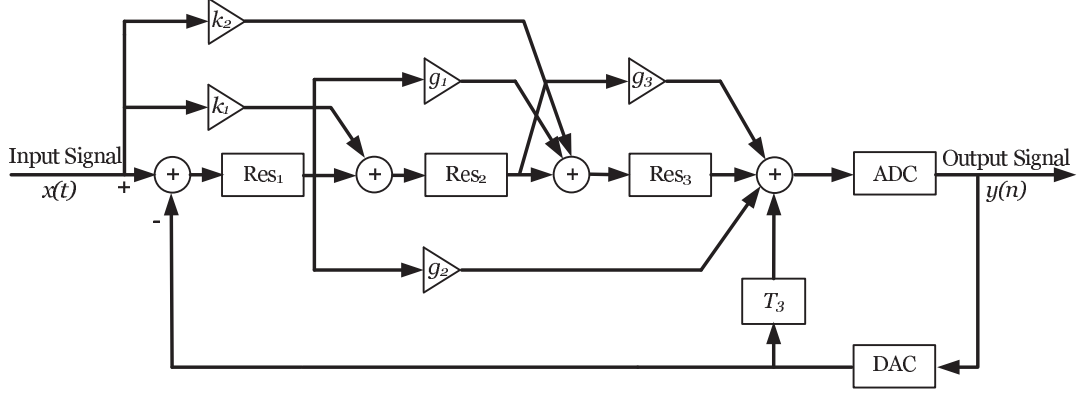 k₂
g₁
g₃
k₁
Input Signal
x(t)
+
-
+
Res₁
+
Res₂
+
Res₃
+
ADC
Output Signal
y(n)
g₂
T₃
DAC